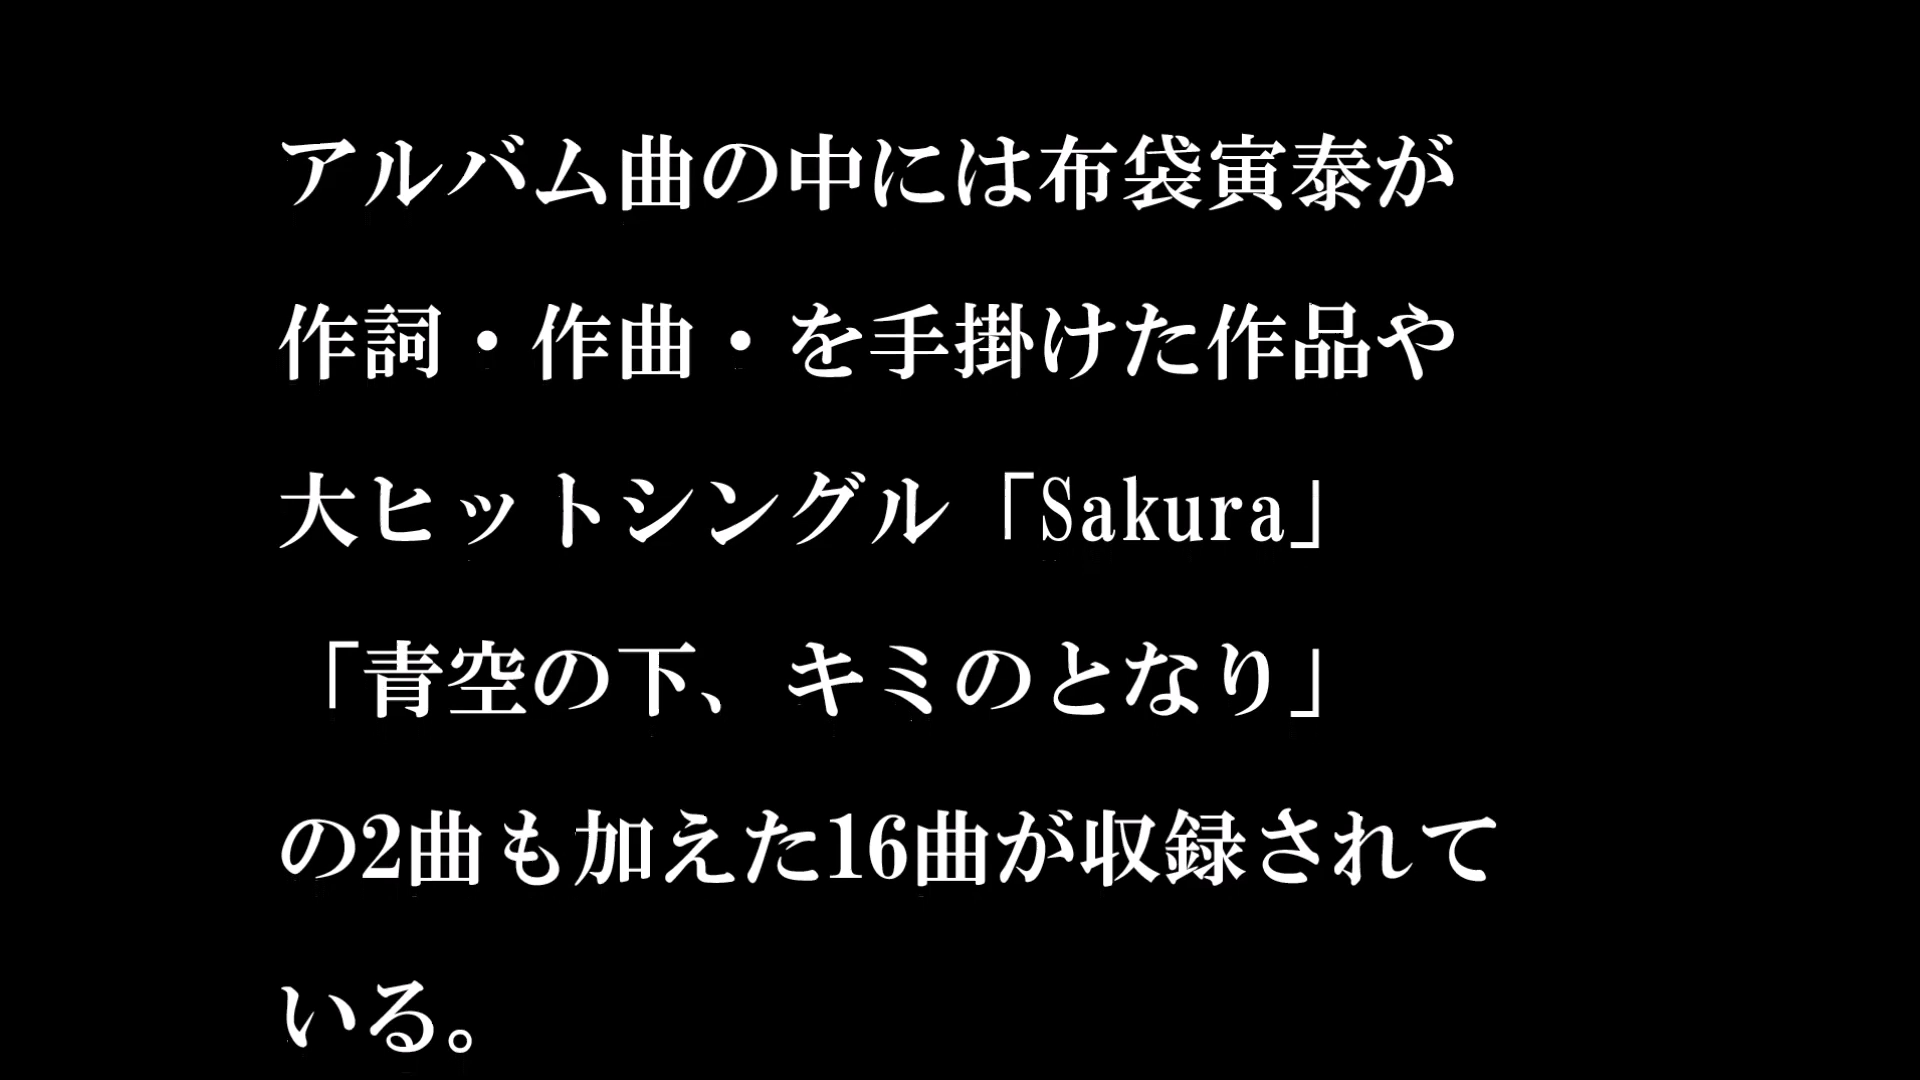 アルバム曲の中には布袋寅泰が
作詞・作曲・を手掛けた作品や
大ヒットシングル「Sakura」
「青空の下、キミのとなり」
の2曲も加えた16曲が収録されて
いる。